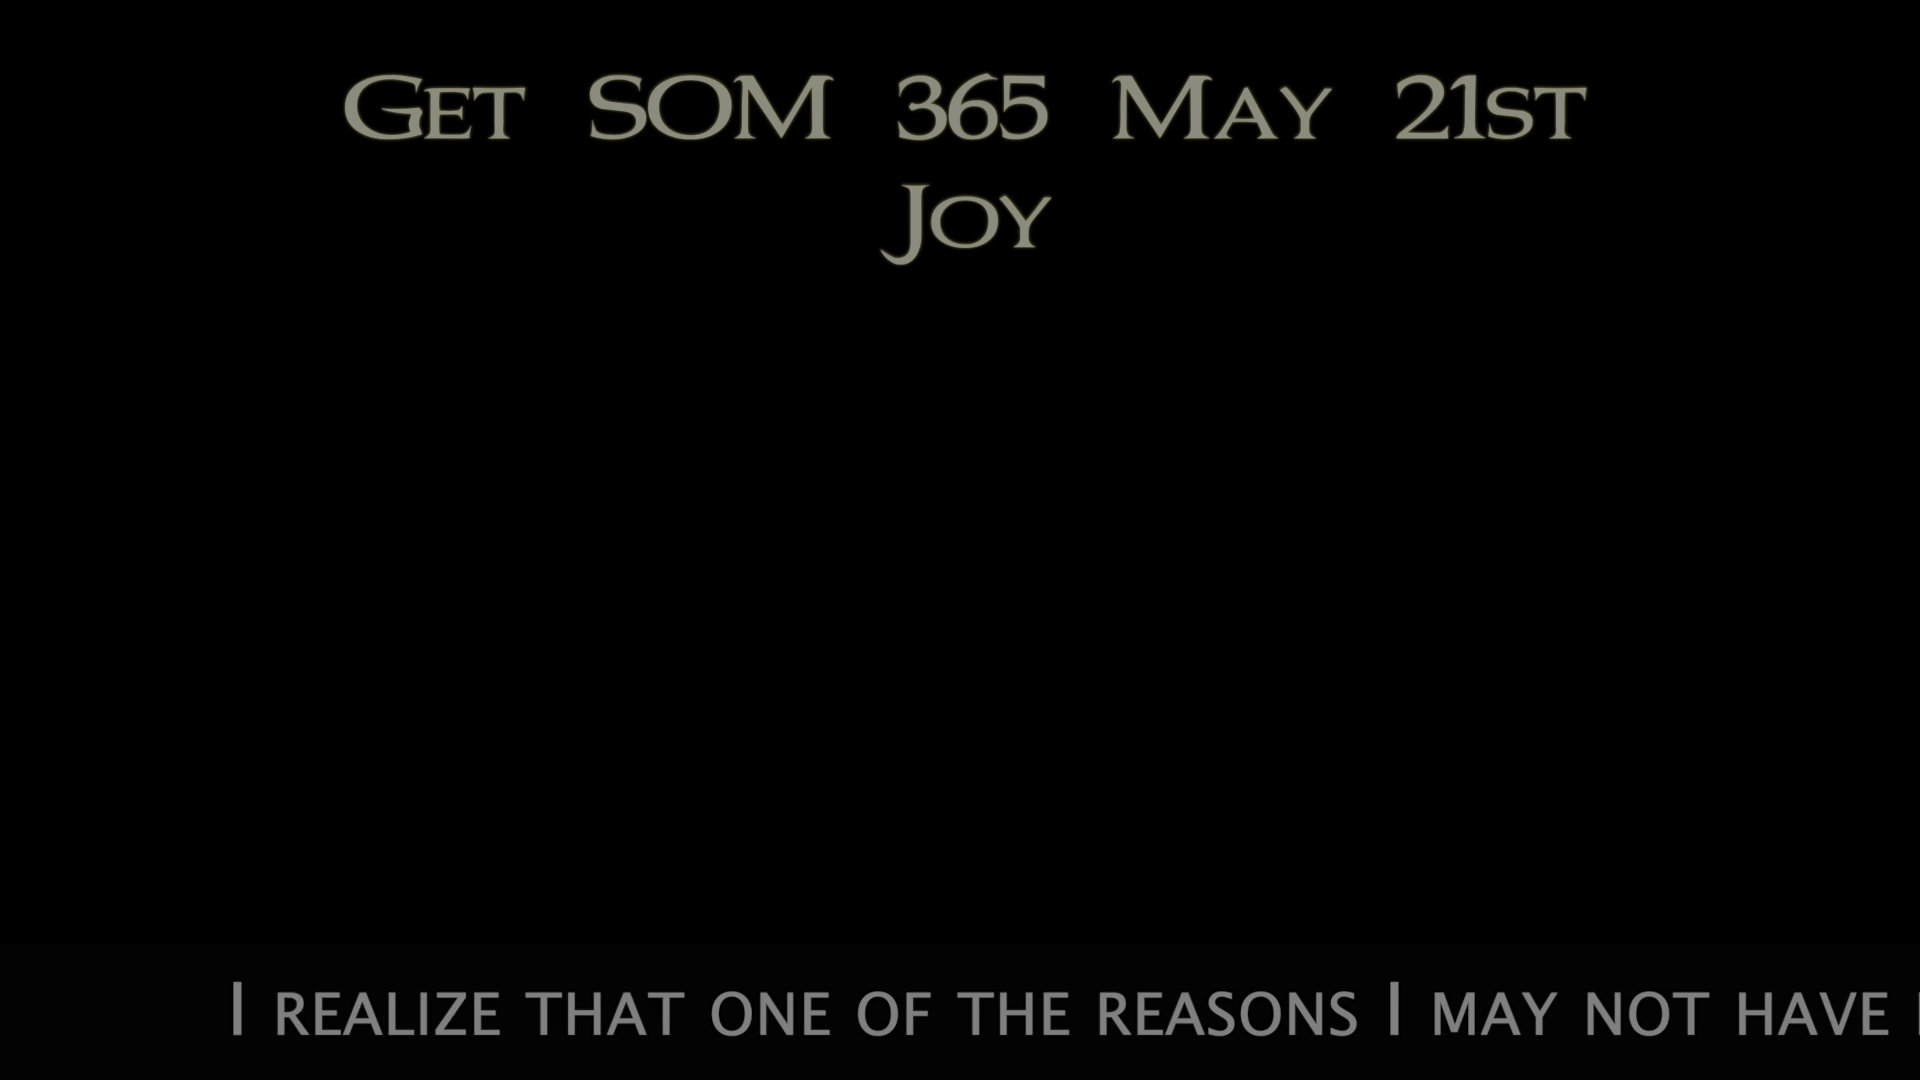 Get SOM 365 May 21st
Joy
I realize that one of the reasons I may not have